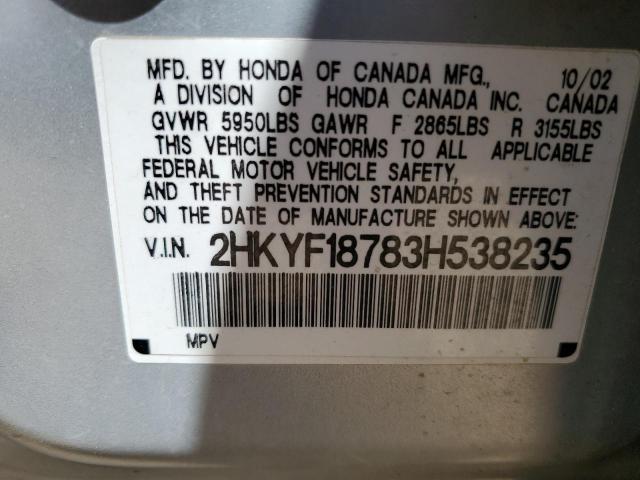 MFD. BY HONDA OF CANADA MFG., 10/02
A DIVISION OF HONDA CANADA INC. CANADA
GVWR 5950LBS GAWR F 2865LBS R 3155LBS
THIS VEHICLE CONFORMS TO ALL APPLICABLE
FEDERAL MOTOR VEHICLE SAFETY,
AND THEFT PREVENTION STANDARDS IN EFFECT
ON THE DATE OF MANUFACTURE SHOWN ABOVE.
V.I.N. 2HKYF18783H538235
MPV